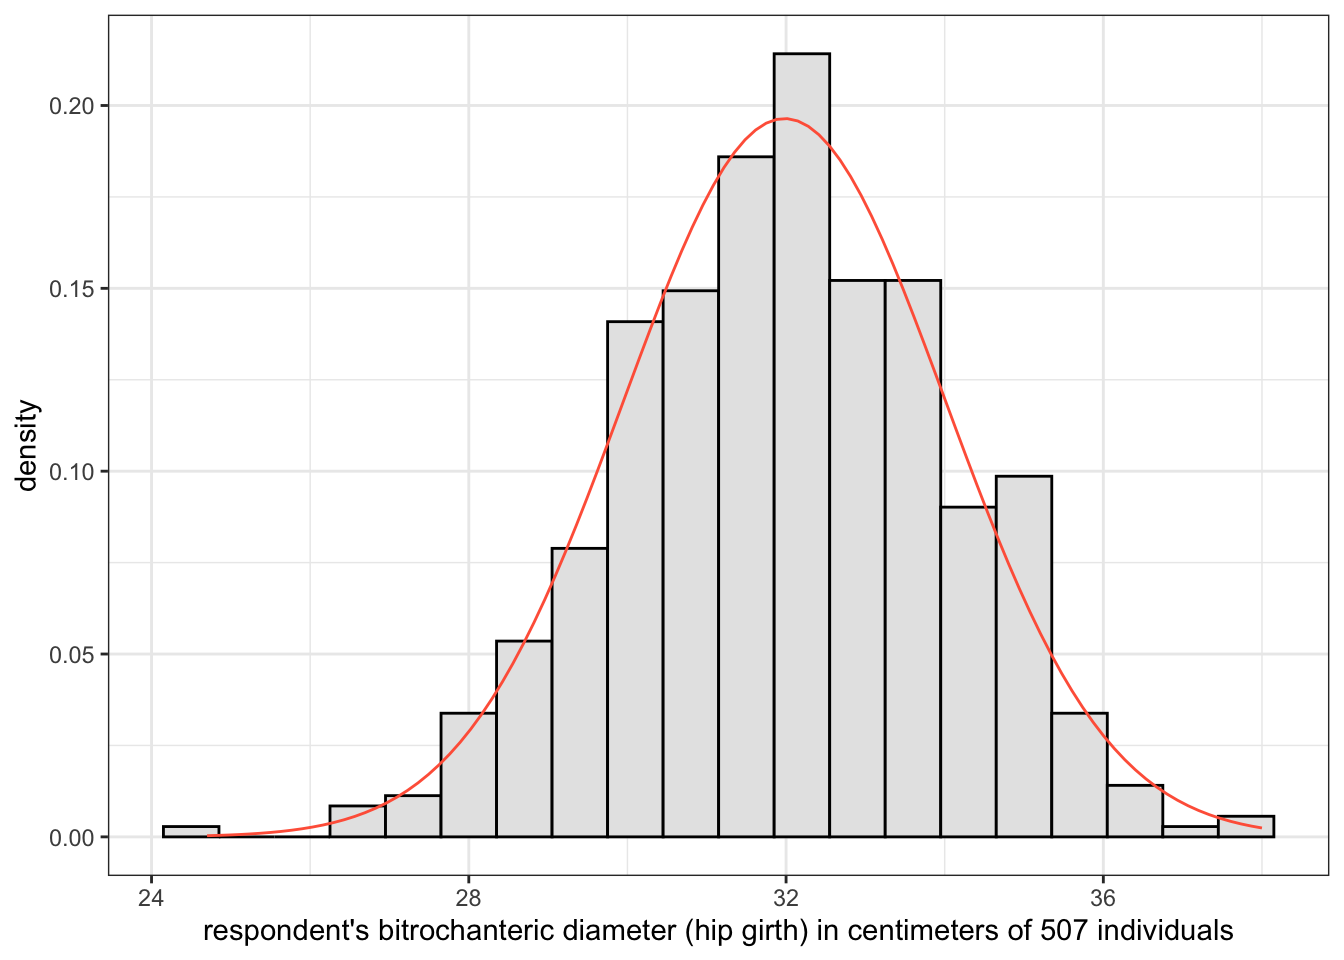 0.20
0.15
0.10
0.05
0.00
density
24 28 32 36
respondent's bitrochanteric diameter (hip girth) in centimeters of 507 individuals